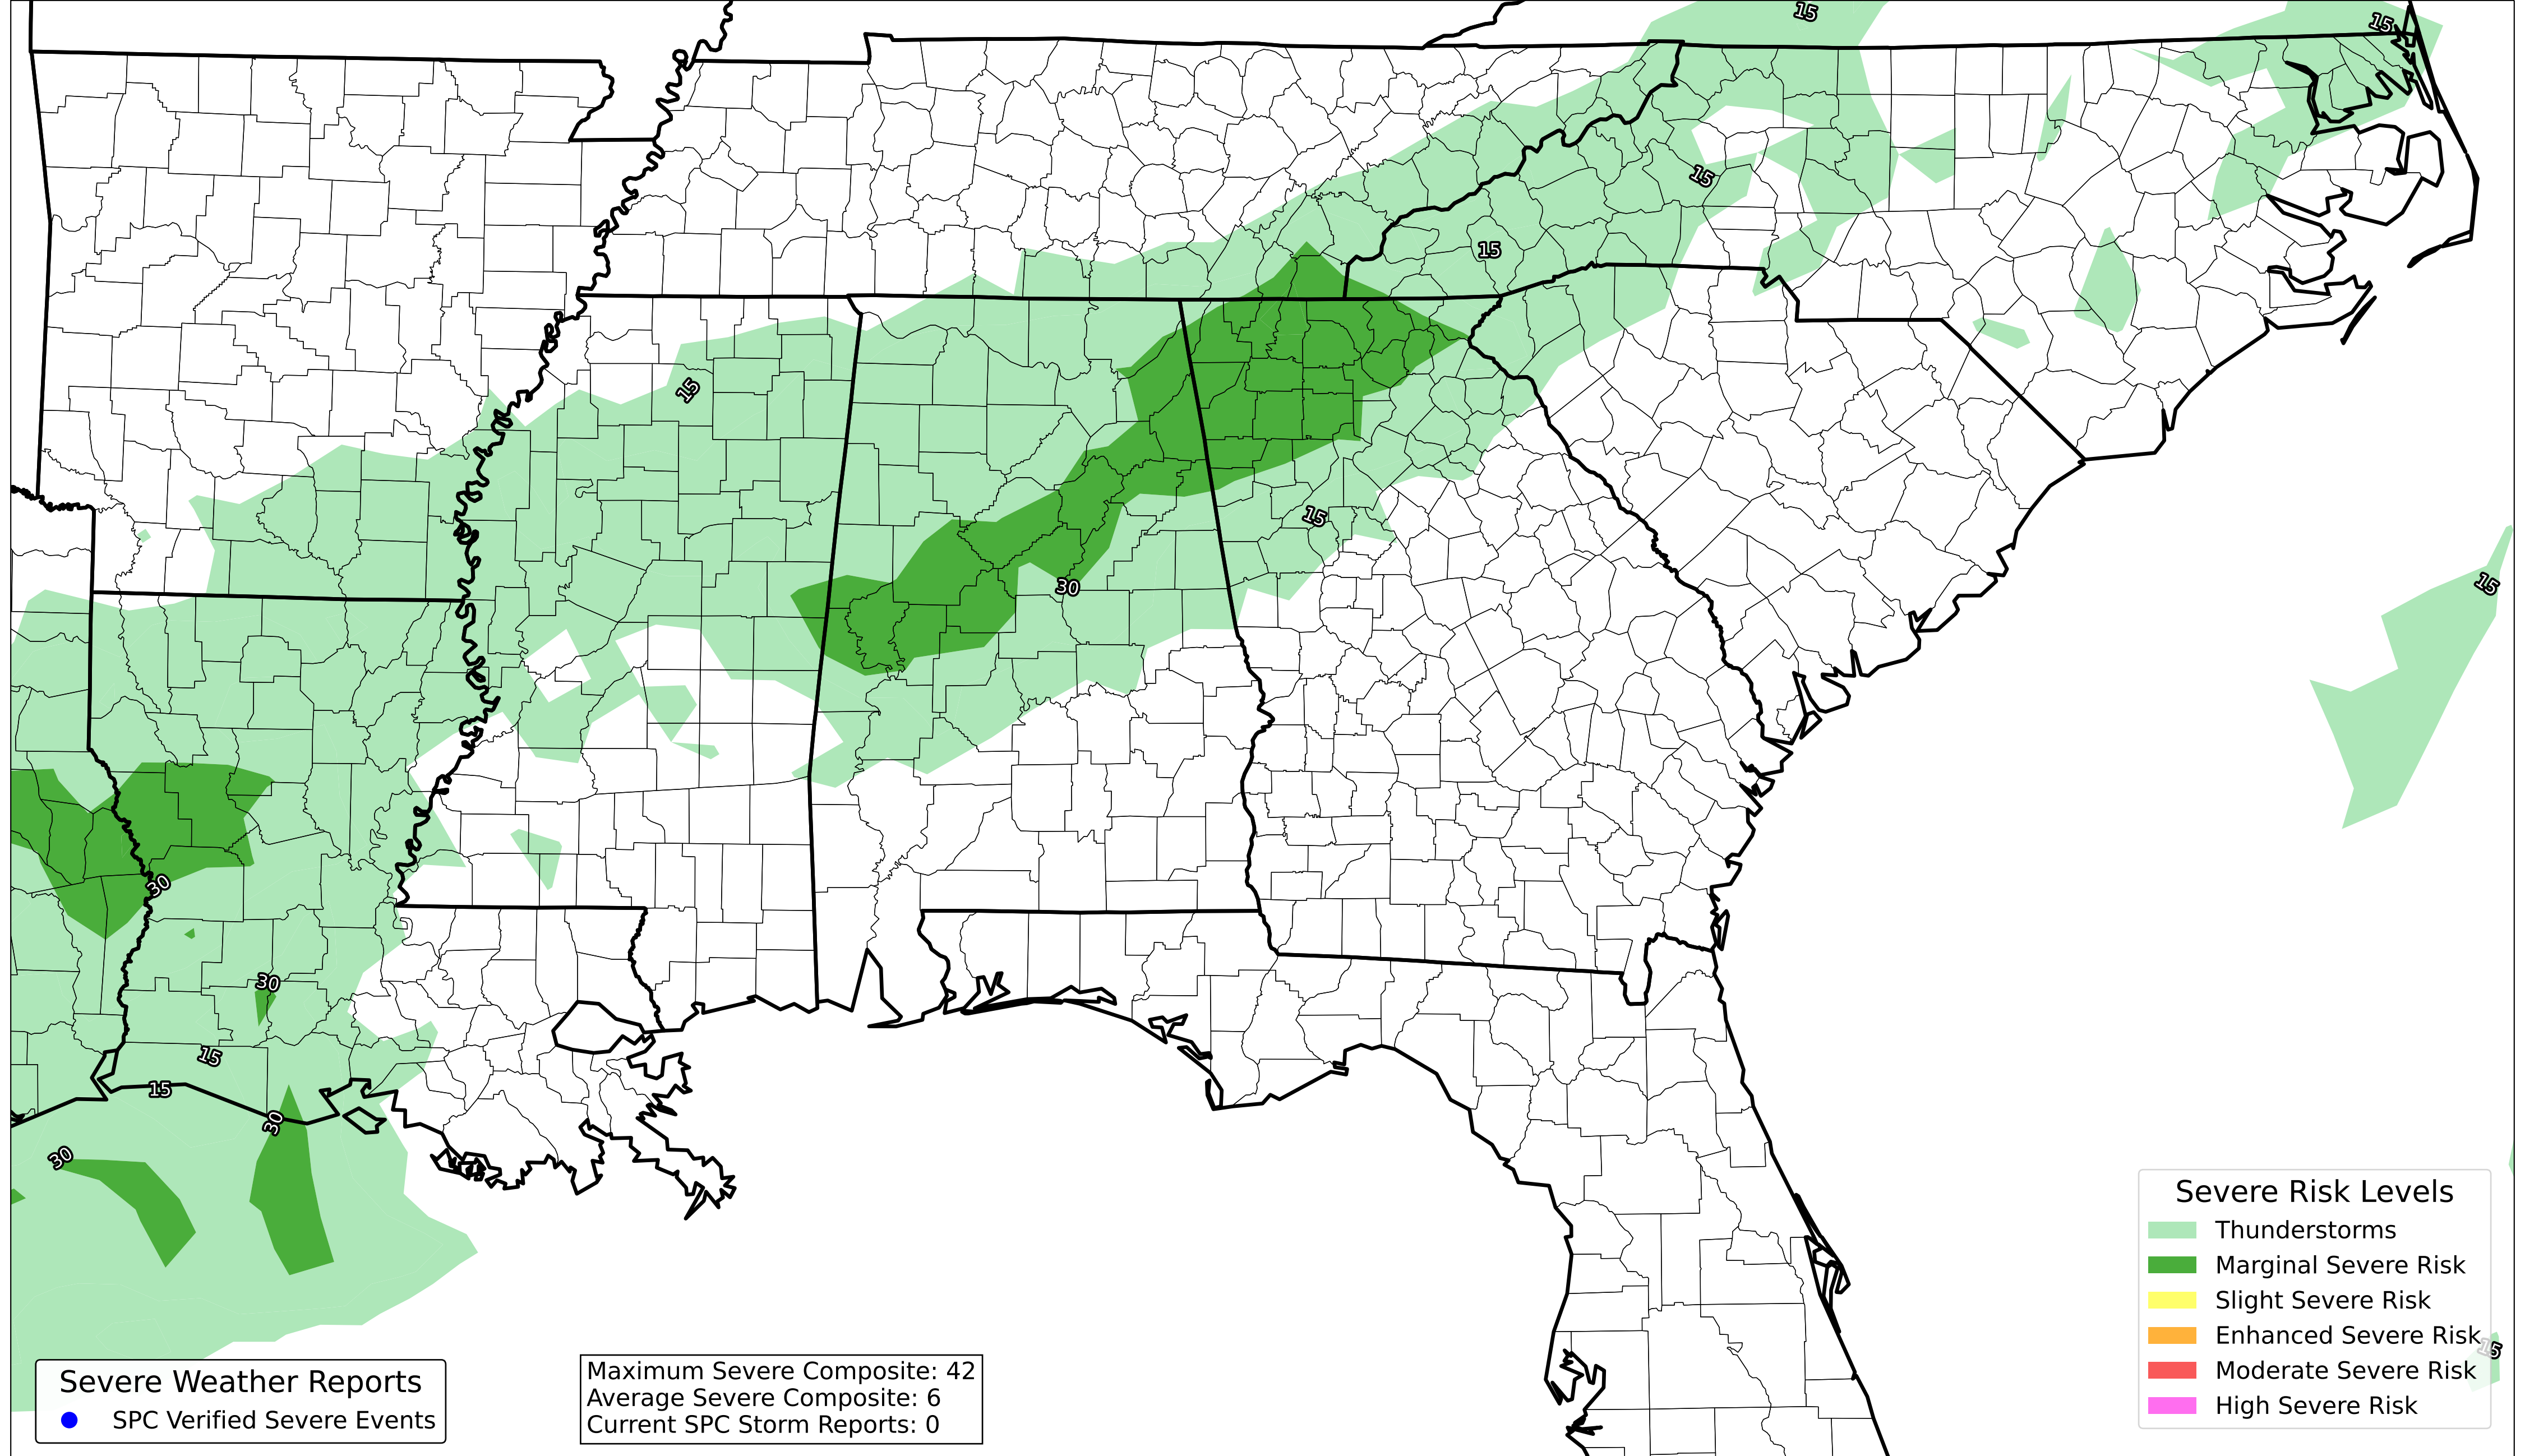 15
15
15
15
15
15
30
15
30
30
15
15
30
30
Severe Risk Levels
Thunderstorms
Marginal Severe Risk
Slight Severe Risk
Enhanced Severe Risk
15
Moderate Severe Risk
High Severe Risk
Severe Weather Reports
SPC Verified Severe Events
Maximum Severe Composite: 42
Average Severe Composite: 6
Current SPC Storm Reports: 0